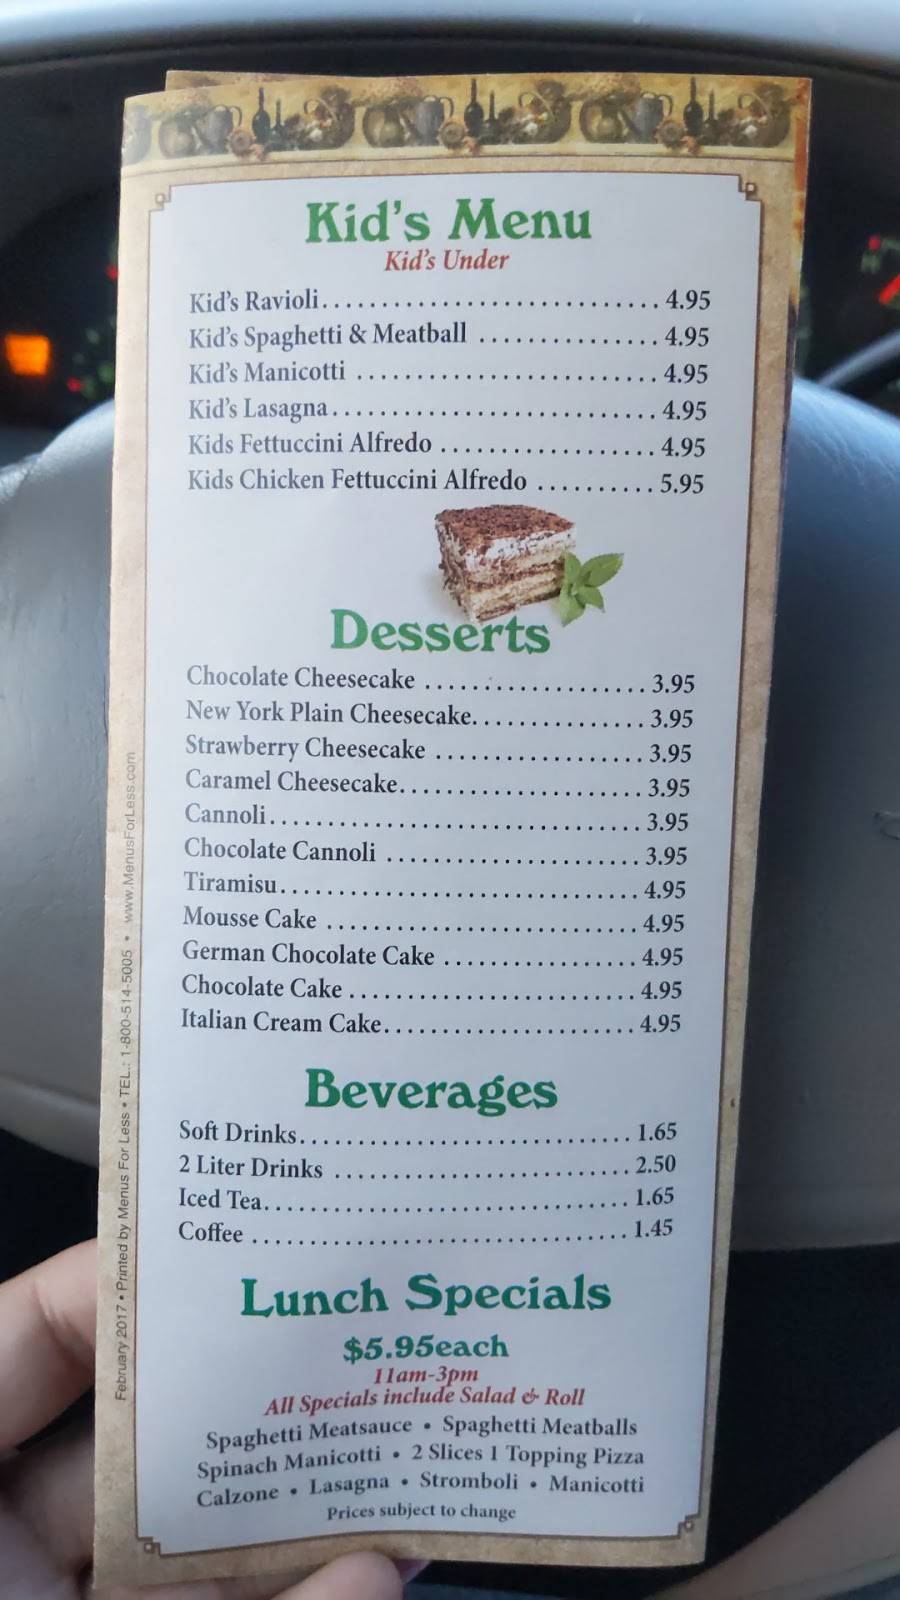 Kid's Menu
Kid's Under
Kid's Ravioli............................ 4.95
Kid's Spaghetti & Meatball ............... 4.95
Kid's Manicotti .......................... 4.95
Kid's Lasagna............................ 4.95
Kids Fettuccini Alfredo .................. 4.95
Kids Chicken Fettuccini Alfredo .......... 5.95
Desserts
Chocolate Cheesecake ................... 3.95
New York Plain Cheesecake............... 3.95
Strawberry Cheesecake .................. 3.95
Caramel Cheesecake..................... 3.95
Cannoli................................ 3.95
Chocolate Cannoli ...................... 3.95
Tiramisu............................... 4.95
Mousse Cake ........................... 4.95
German Chocolate Cake ................. 4.95
Chocolate Cake ......................... 4.95
Italian Cream Cake...................... 4.95
Beverages
Soft Drinks............................. 1.65
2 Liter Drinks .......................... 2.50
Iced Tea................................ 1.65
Coffee ................................. 1.45
Lunch Specials
$5.95each
11am-3pm
All Specials include Salad & Roll
Spaghetti Meatsauce • Spaghetti Meatballs
Spinach Manicotti • 2 Slices 1 Topping Pizza
Calzone • Lasagna • Stromboli • Manicotti
Prices subject to change
February 2017 • Printed by Menus For Less • TEL.: 1-800-514-5005 • www.MenusForLess.com